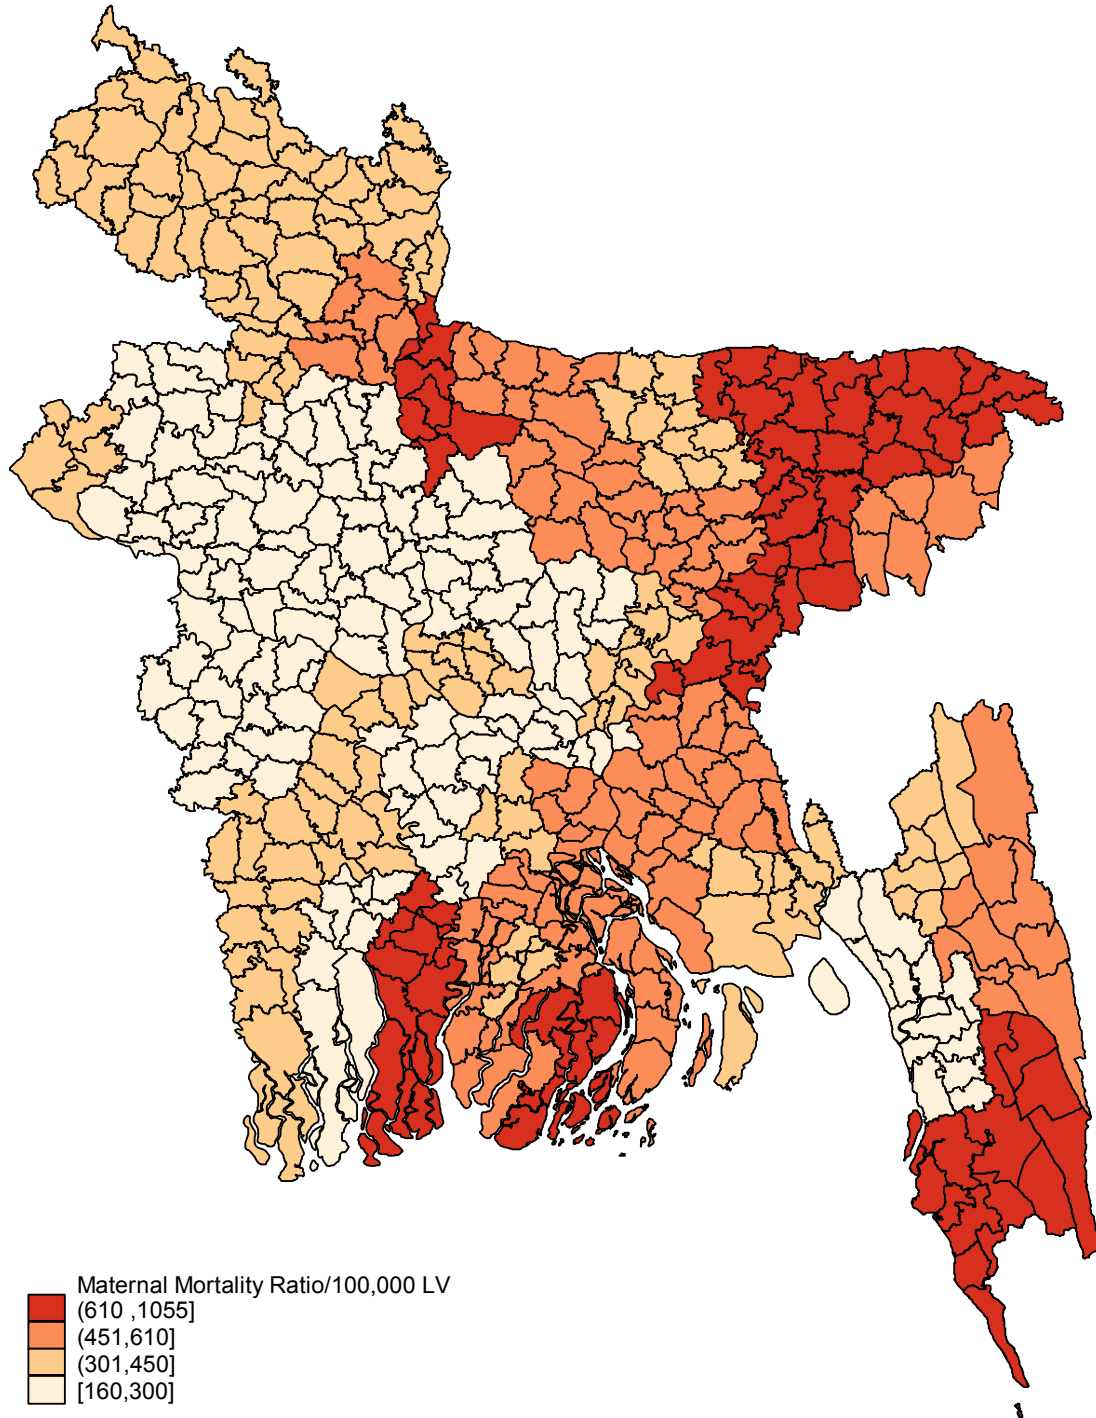 Maternal Mortality Ratio/100,000 LV
(610 ,1055]
(451,610]
(301,450]
[160,300]